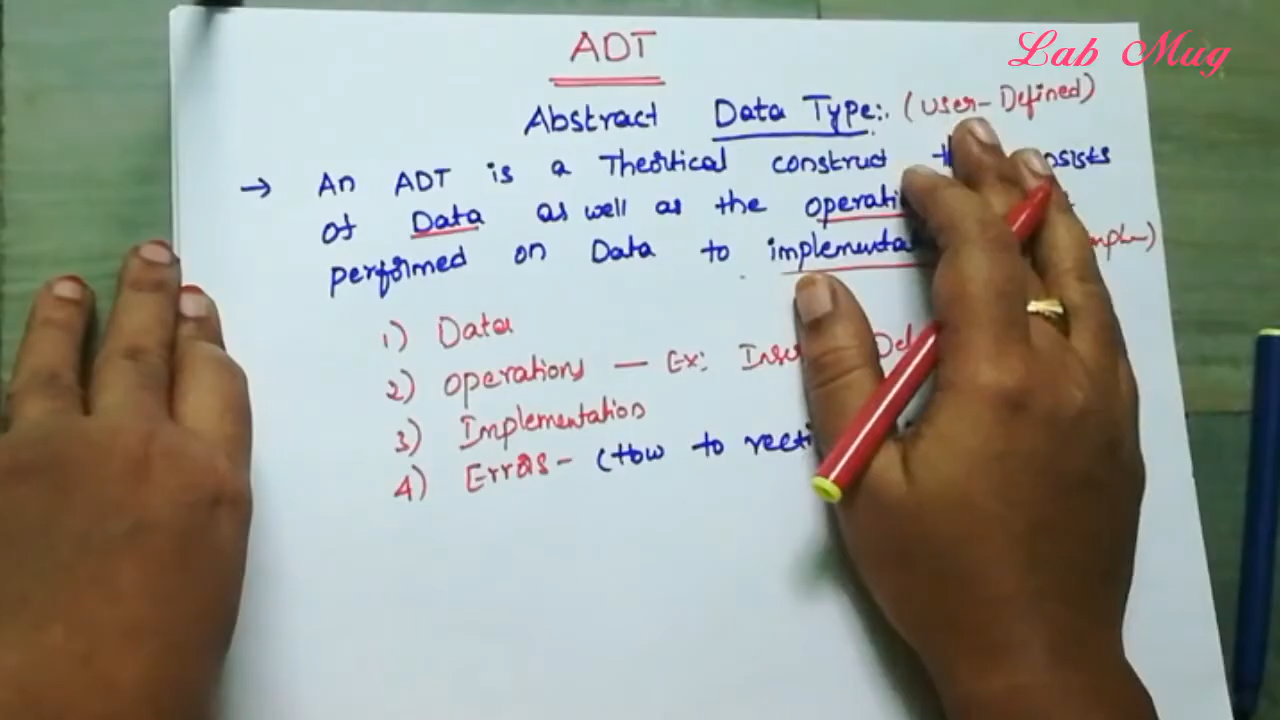 Lab Mug
ADT
Abstract Data Type:. (User-Defined)
→ An ADT is a Theoritical construct
of Data as well as the
performed on Data to
1) Data
2) operations — Ex:
3) Implementation
4) Errors - (How to